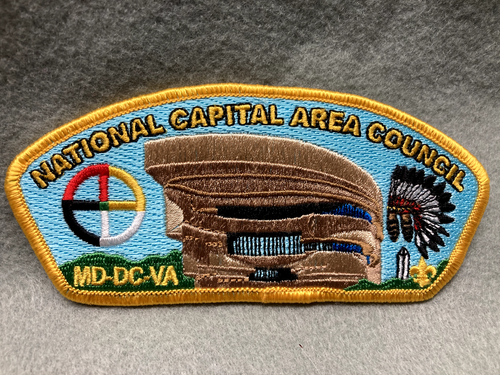 NATIONAL CAPITAL AREA COUNCIL
MD-DC-VA